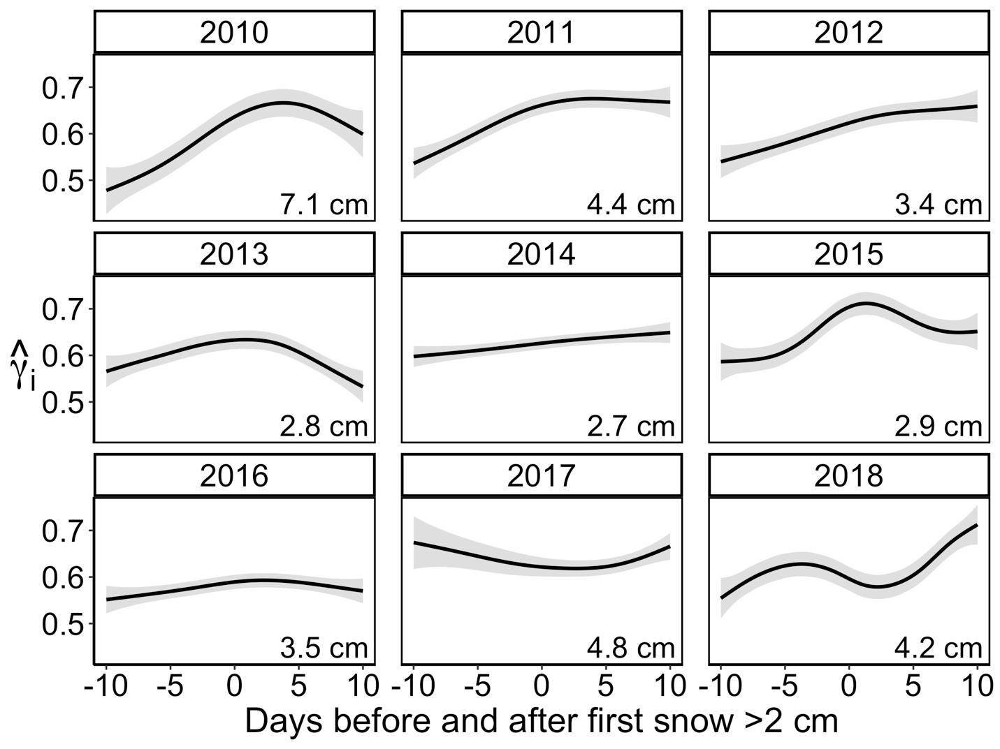 2010 2011 2012
0.7
0.6
0.5
7.1 cm 4.4 cm 3.4 cm
2013 2014 2015
0.7
0.6
0.5
2.8 cm 2.7 cm 2.9 cm
γ̂i
2016 2017 2018
0.7
0.6
0.5
3.5 cm 4.8 cm 4.2 cm
-10 -5 0 5 10 -10 -5 0 5 10 -10 -5 0 5 10
Days before and after first snow >2 cm